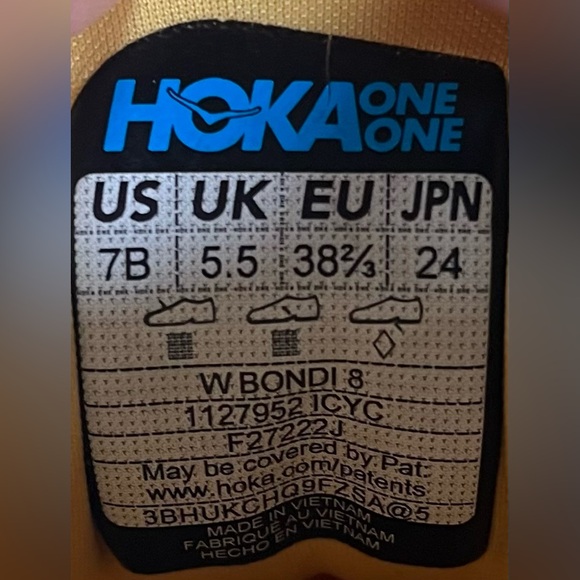 HOKA ONE ONE
US UK EU JPN
7B 5.5 38⅔ 24
W BONDI 8
1127952 ICYC
F27222J
May be covered by Pat:
www.hoka.com/patents
3BHUKCHQ9FZSA@5
MADE IN VIETNAM
FABRIQUÉ AU VIETNAM
HECHO EN VIETNAM